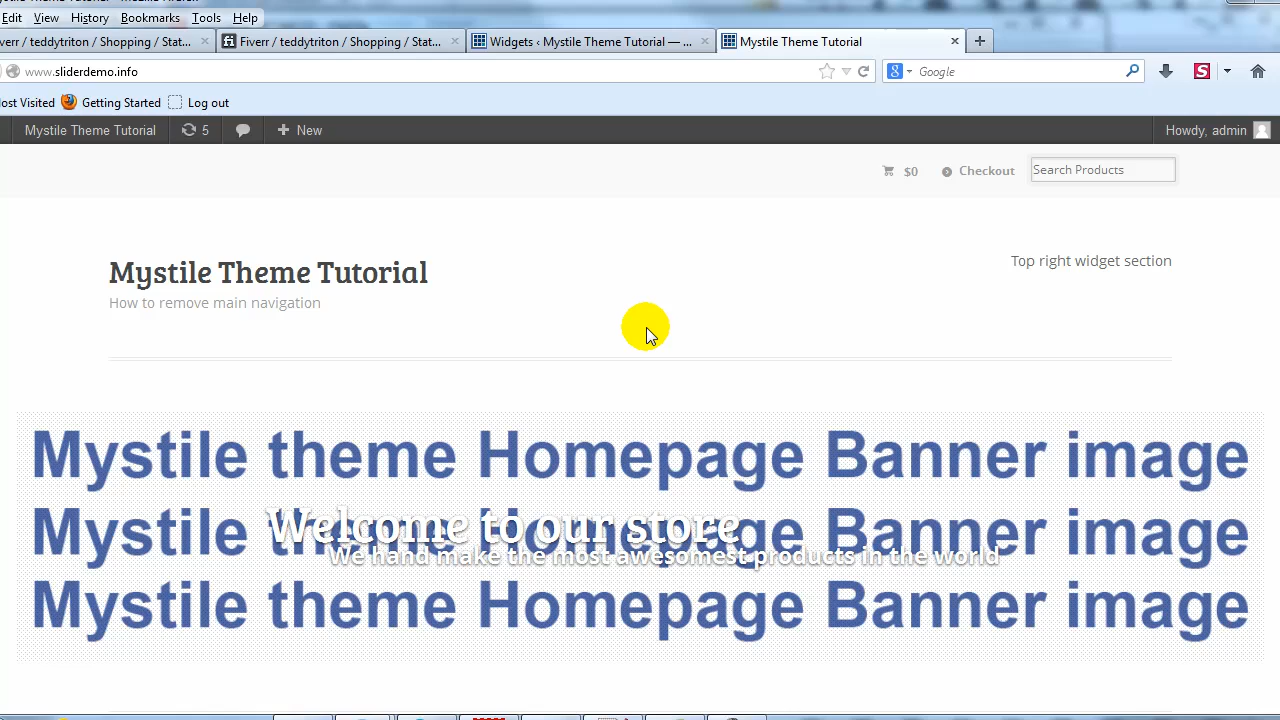 Edit View History Bookmarks Tools Help
Fiverr / teddytriton / Shopping / Stat... Widgets ‹ Mystile Theme Tutorial — ... Mystile Theme Tutorial
www.sliderdemo.info Google
Getting Started Log out
Mystile Theme Tutorial 5 New Howdy, admin
$0 Checkout Search Products
Mystile Theme Tutorial
Top right widget section
How to remove main navigation
Mystile theme Homepage Banner image
Mystile theme Homepage Banner image
Welcome to our store
We hand make the most awesomest products in the world
Mystile theme Homepage Banner image